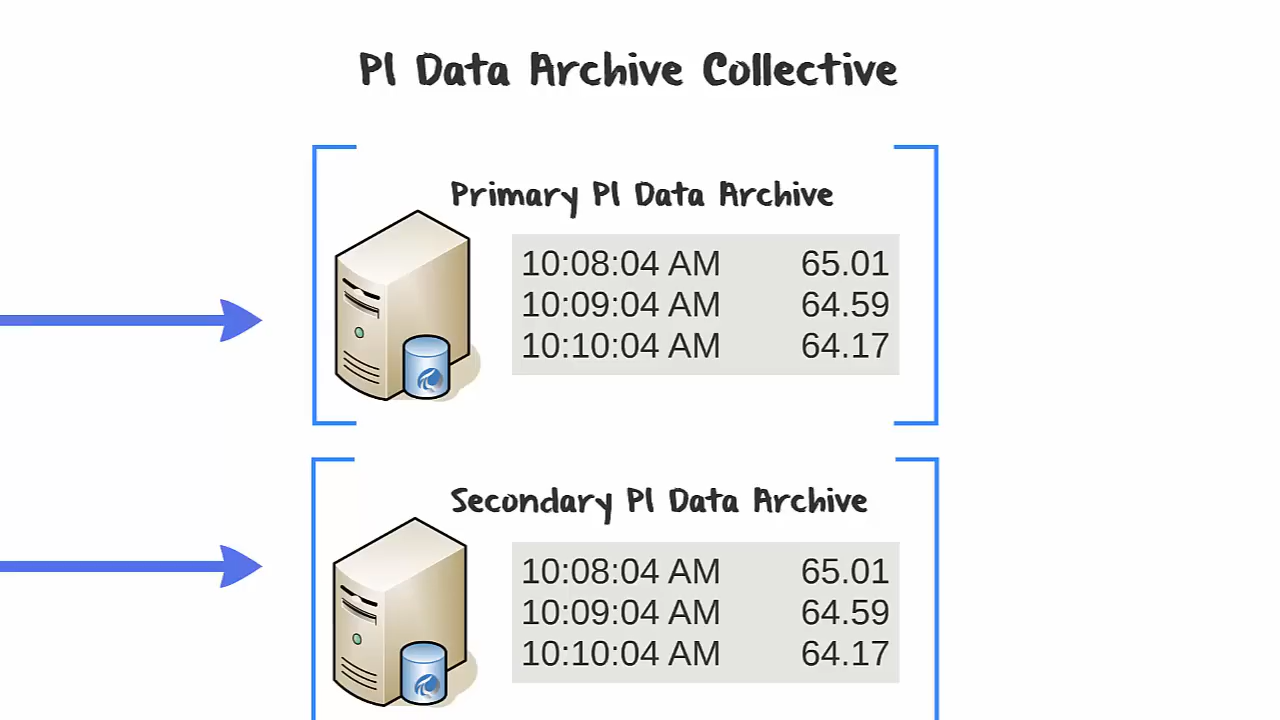 PI Data Archive Collective
Primary PI Data Archive
10:08:04 AM 65.01
10:09:04 AM 64.59
10:10:04 AM 64.17
Secondary PI Data Archive
10:08:04 AM 65.01
10:09:04 AM 64.59
10:10:04 AM 64.17